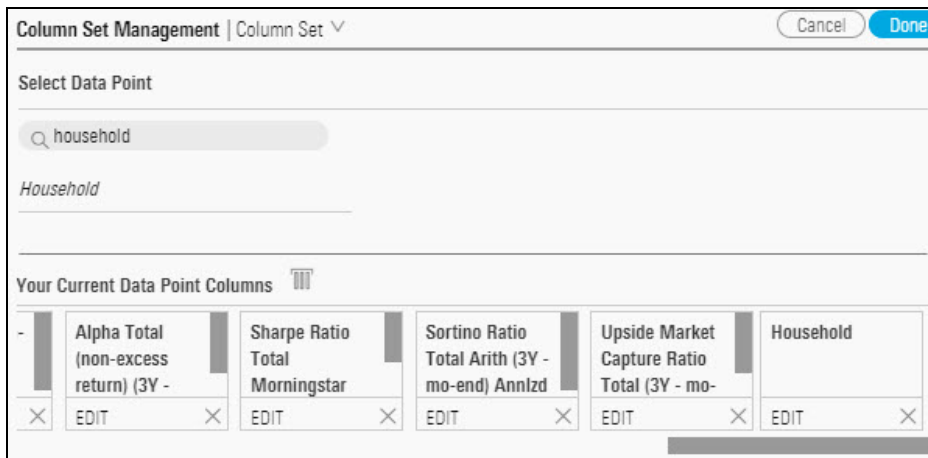 Column Set Management | Column Set
Cancel
Done
Select Data Point
household
Household
Your Current Data Point Columns
-
Alpha Total
(non-excess
return) (3Y -
EDIT
Sharpe Ratio
Total
Morningstar
EDIT
Sortino Ratio
Total Arith (3Y -
mo-end) Annlzd
EDIT
Upside Market
Capture Ratio
Total (3Y - mo-
EDIT
Household
EDIT